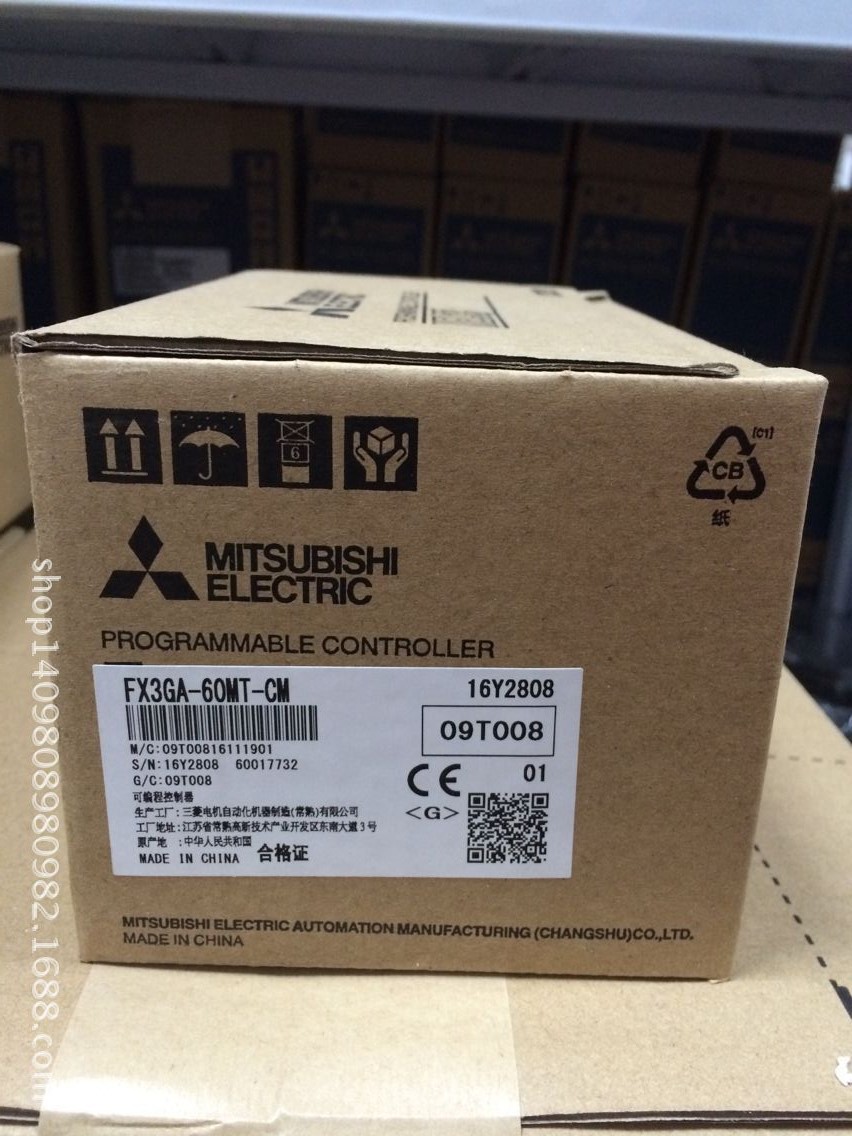 6
[C1]
CB
纸
MITSUBISHI
ELECTRIC
PROGRAMMABLE CONTROLLER
FX3GA-60MT-CM 16Y2808
09T008
M/C:09T00816111901
S/N:16Y2808 60017732
G/C:09T008
01
<G>
可编程控制器
生产工厂:三菱电机自动化机器制造(常熟)有限公司
工厂地址:江苏省常熟高新技术产业开发区东南大道3号
原产地 :中华人民共和国
MADE IN CHINA 合格证
CE
MITSUBISHI ELECTRIC AUTOMATION MANUFACTURING (CHANGSHU)CO.,LTD.
MADE IN CHINA
shop1409808980982.1688.com